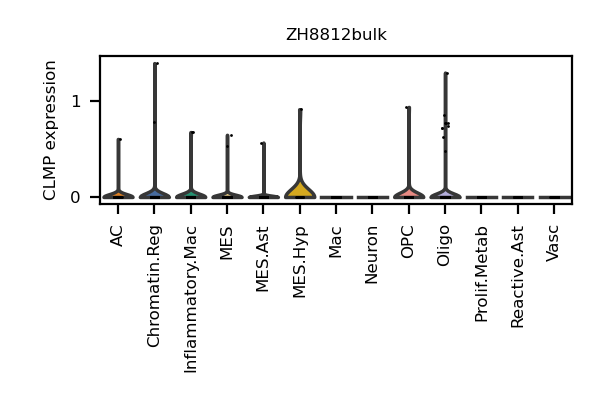 ZH8812bulk
CLMP expression
1
0
AC
Chromatin.Reg
Inflammatory.Mac
MES
MES.Ast
MES.Hyp
Mac
Neuron
OPC
Oligo
Prolif.Metab
Reactive.Ast
Vasc